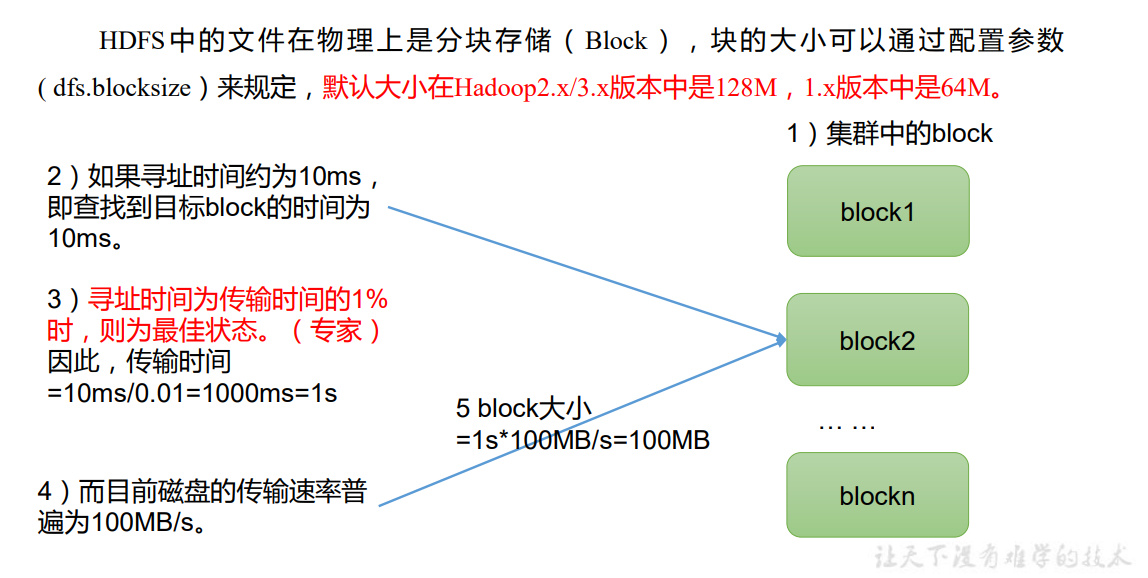 HDFS中的文件在物理上是分块存储（Block），块的大小可以通过配置参数
( dfs.blocksize）来规定，默认大小在Hadoop2.x/3.x版本中是128M，1.x版本中是64M。
1）集群中的block
2）如果寻址时间约为10ms，
即查找到目标block的时间为
10ms。
block1
3）寻址时间为传输时间的1%
时，则为最佳状态。（专家）
因此，传输时间
=10ms/0.01=1000ms=1s
block2
5 block大小
=1s*100MB/s=100MB
… …
4）而目前磁盘的传输速率普
遍为100MB/s。
blockn
让天下没有难学的技术